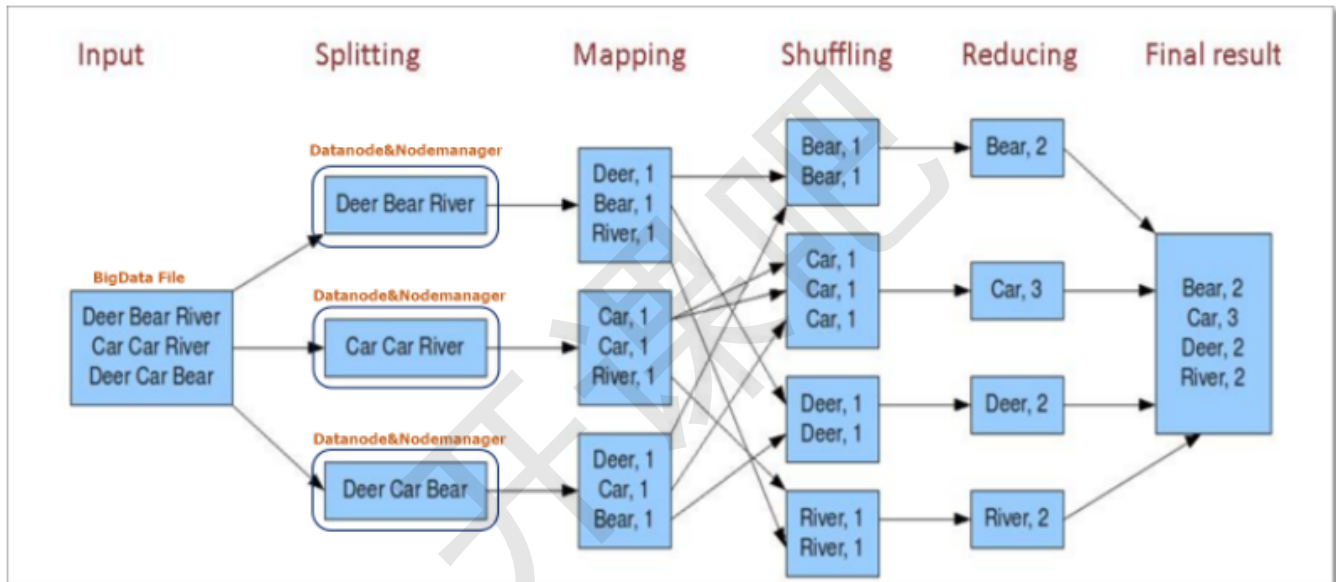 Input
Splitting
Mapping
Shuffling
Reducing
Final result
BigData File
Deer Bear River
Car Car River
Deer Car Bear
Datanode&Nodemanager
Deer Bear River
Datanode&Nodemanager
Car Car River
Datanode&Nodemanager
Deer Car Bear
Deer, 1
Bear, 1
River, 1
Car, 1
Car, 1
River, 1
Deer, 1
Car, 1
Bear, 1
Bear, 1
Bear, 1
Car, 1
Car, 1
Car, 1
Deer, 1
Deer, 1
River, 1
River, 1
Bear, 2
Car, 3
Deer, 2
River, 2
Bear, 2
Car, 3
Deer, 2
River, 2
开课吧